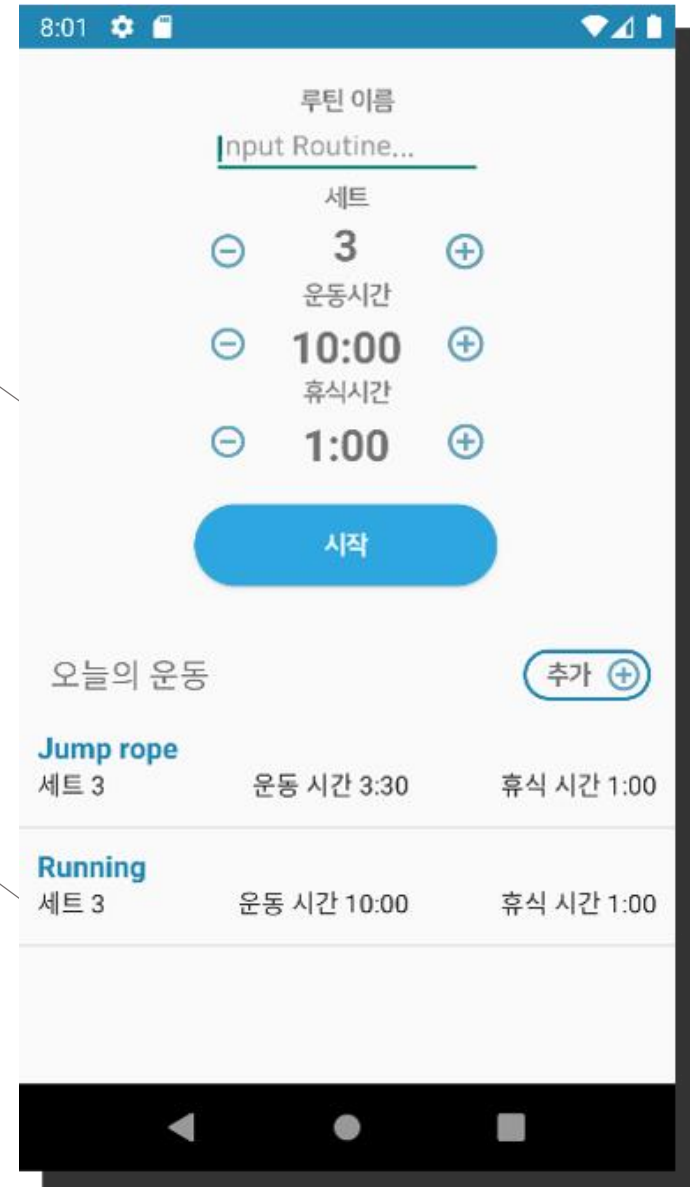 8:01
루틴 이름
Input Routine...
세트
3
운동시간
10:00
휴식시간
1:00
시작
오늘의 운동 추가
Jump rope
세트 3 운동 시간 3:30 휴식 시간 1:00
Running
세트 3 운동 시간 10:00 휴식 시간 1:00